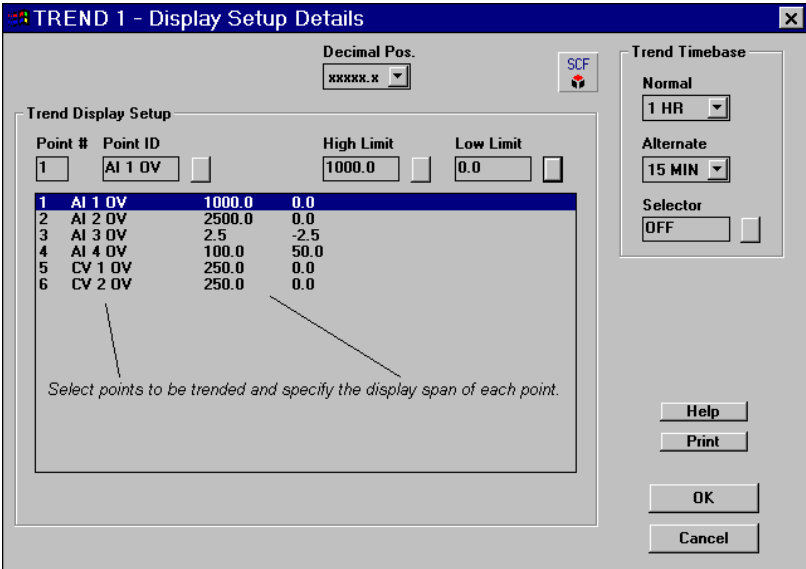 TREND 1 - Display Setup Details
Decimal Pos.
xxxxx.x
SCF
Trend Timebase
Normal
1 HR
Alternate
15 MIN
Selector
OFF
Trend Display Setup
Point # Point ID High Limit Low Limit
1 AI 1 OV 1000.0 0.0
1 AI 1 OV 1000.0 0.0
2 AI 2 OV 2500.0 0.0
3 AI 3 OV 2.5 -2.5
4 AI 4 OV 100.0 50.0
5 CV 1 OV 250.0 0.0
6 CV 2 OV 250.0 0.0
Select points to be trended and specify the display span of each point.
Help
Print
OK
Cancel